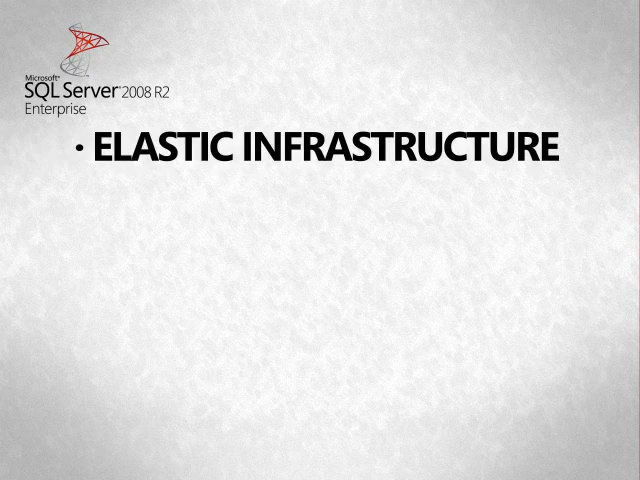 Microsoft®
SQL Server® 2008 R2
Enterprise
• ELASTIC INFRASTRUCTURE